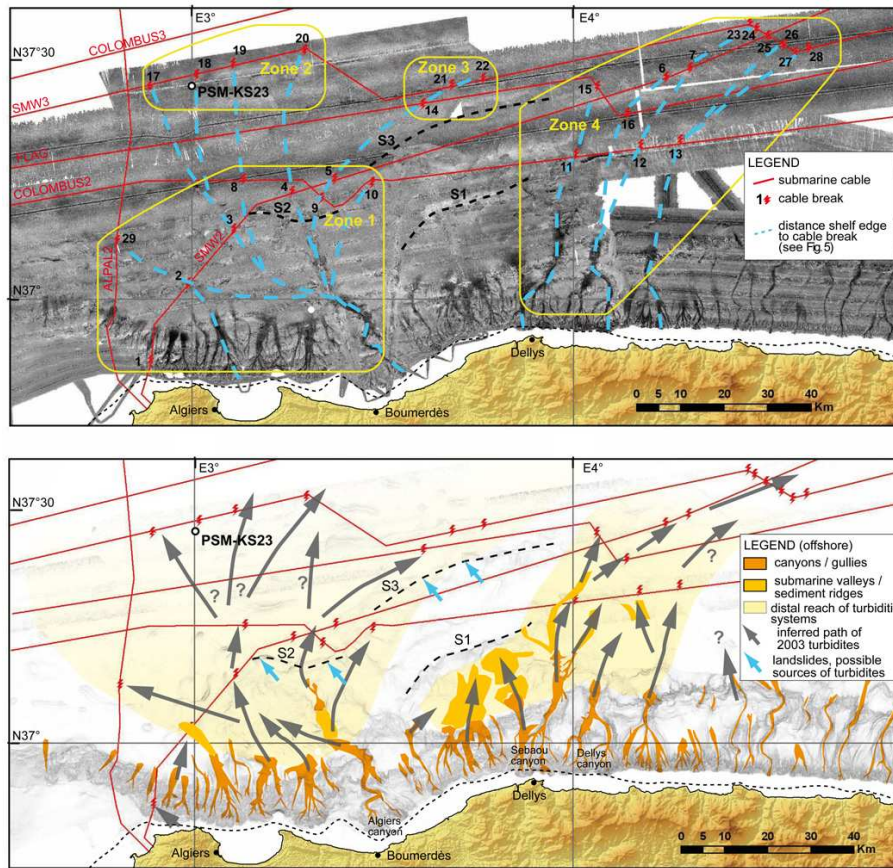 E3°
E4°
N37°30
COLOMBUS3
17
18
19
20
Zone 2
PSM-KS23
SMW3
21
22
Zone 3
14
23
24
26
25
27
28
6
7
15
16
Zone 4
FLAG
S3
COLOMBUS2
8
4
5
9
10
11
12
13
S1
S2
Zone 1
3
SMW2
29
ALPAL2
2
N37°
1
LEGEND
submarine cable
1 cable break
distance shelf edge
to cable break
(see Fig.5)
Dellys
Algiers
Boumerdès
0 5 10 20 30 40
Km
E3°
E4°
N37°30
PSM-KS23
?
?
?
?
?
S3
S1
S2
N37°
LEGEND (offshore)
canyons / gullies
submarine valleys /
sediment ridges
distal reach of turbiditi
systems
inferred path of
2003 turbidites
landslides, possible
sources of turbidites
Sebaou
canyon
Dellys
canyon
Algiers
canyon
Dellys
Algiers
Boumerdès
0 5 10 20 30 40
Km